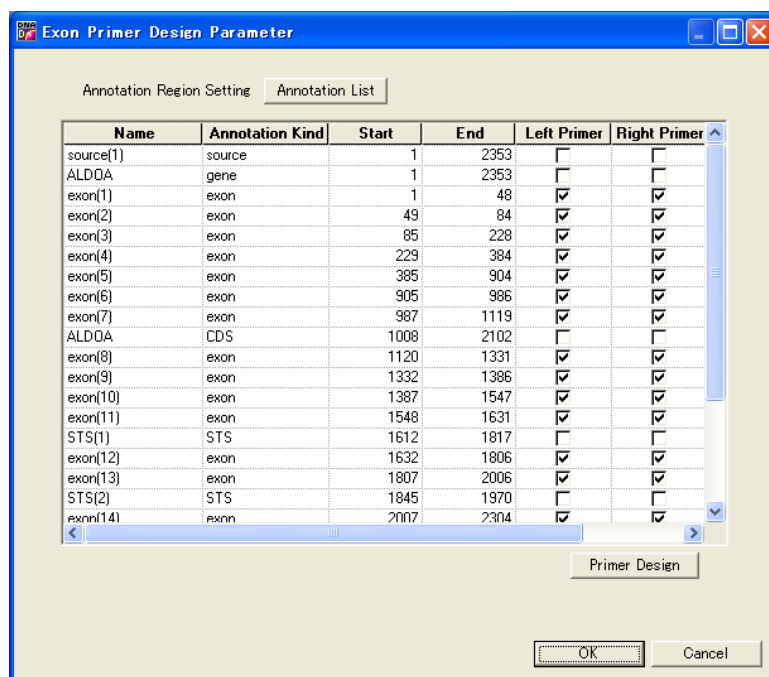 Exon Primer Design Parameter
Annotation Region Setting Annotation List
Name Annotation Kind Start End Left Primer Right Primer
source(1) source 1 2353
ALDOA gene 1 2353
exon(1) exon 1 48
exon(2) exon 49 84
exon(3) exon 85 228
exon(4) exon 229 384
exon(5) exon 385 904
exon(6) exon 905 986
exon(7) exon 987 1119
ALDOA CDS 1008 2102
exon(8) exon 1120 1331
exon(9) exon 1332 1386
exon(10) exon 1387 1547
exon(11) exon 1548 1631
STS(1) STS 1612 1817
exon(12) exon 1632 1806
exon(13) exon 1807 2006
STS(2) STS 1845 1970
exon(14) exon 2007 2304
Primer Design
OK Cancel